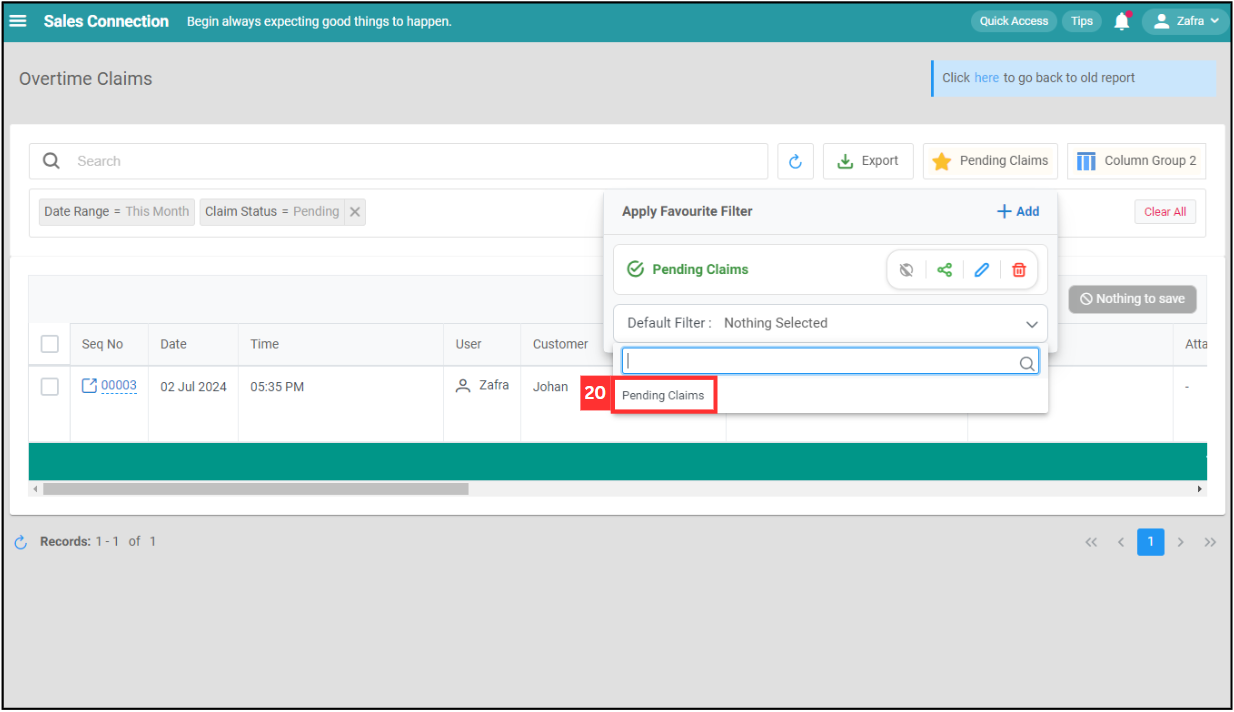 Sales Connection Begin always expecting good things to happen. Quick Access Tips Zafra
Overtime Claims
Click here to go back to old report
Search Export Pending Claims Column Group 2
Date Range = This Month Claim Status = Pending Clear All
Apply Favourite Filter Add
Pending Claims
Nothing to save
Default Filter : Nothing Selected
Seq No Date Time User Customer Atta
00003 02 Jul 2024 05:35 PM Zafra Johan -
20 Pending Claims
Records: 1 - 1 of 1 1